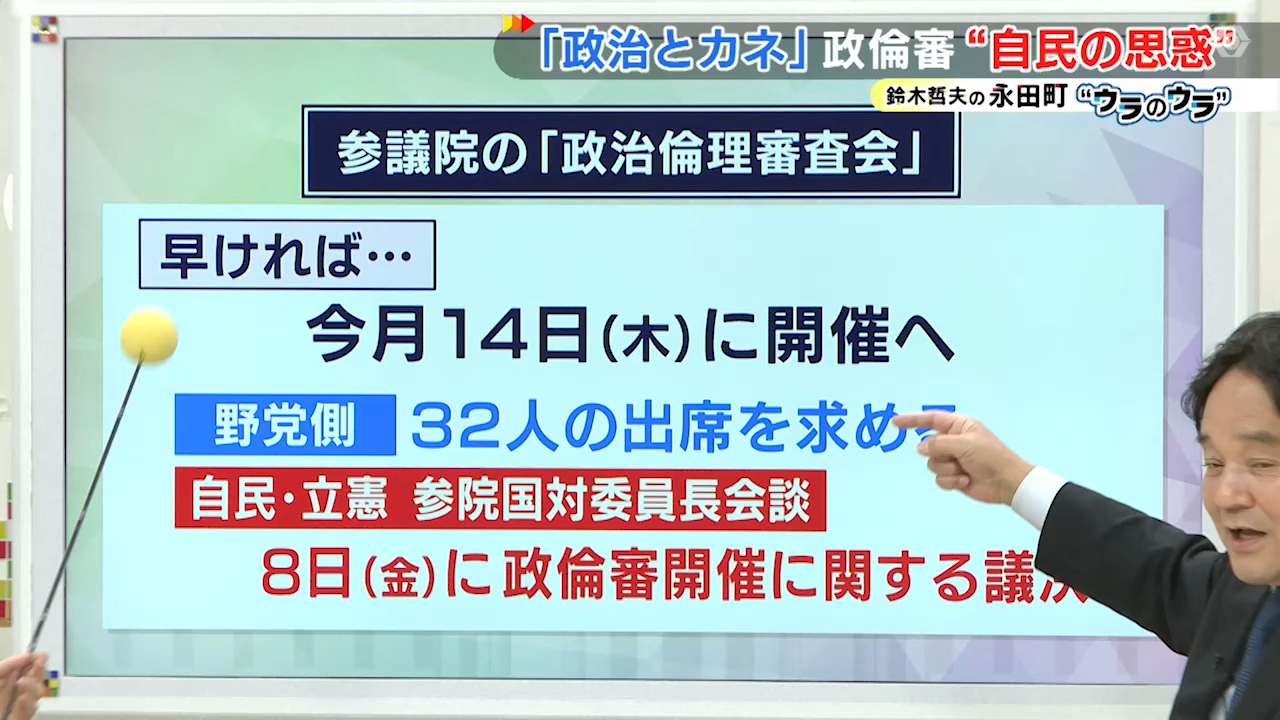 「政治とカネ」政倫審“自民の思惑”
鈴木哲夫の永田町“ウラのウラ”
参議院の「政治倫理審査会」
早ければ…
今月14日(木)に開催へ
野党側 32人の出席を求める
自民・立憲 参院国対委員長会談
8日(金)に政倫審開催に関する議決